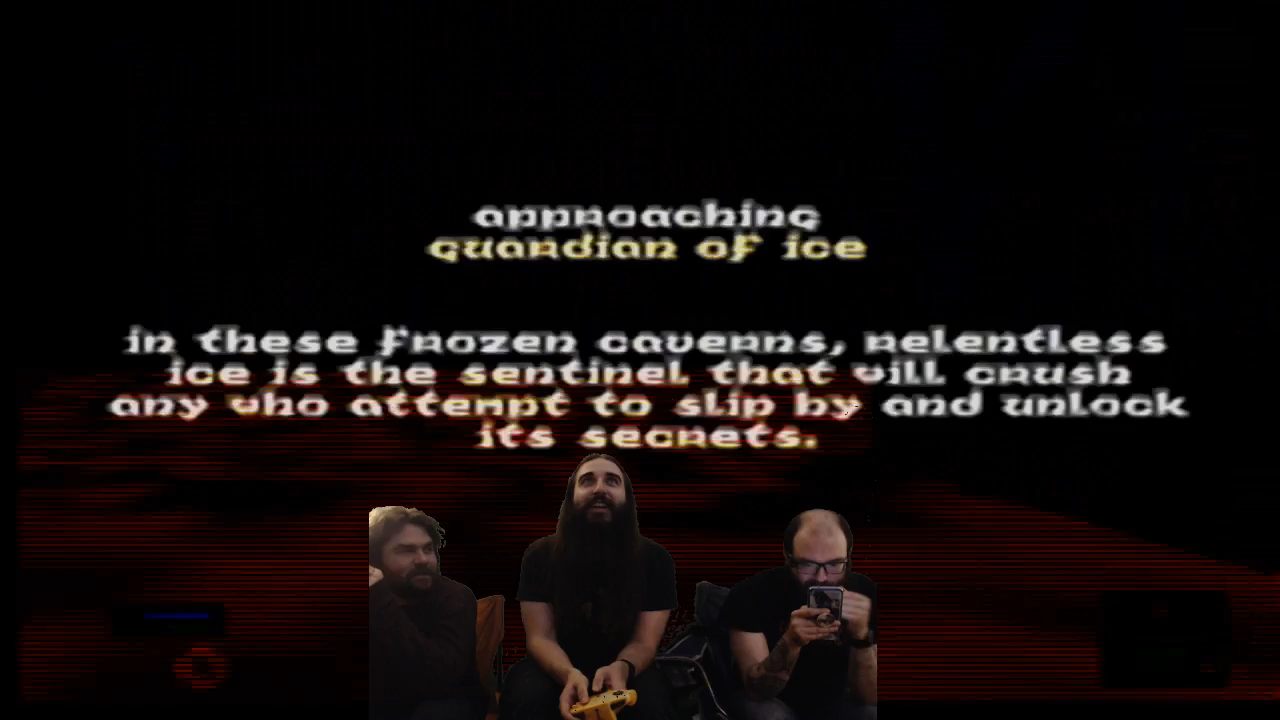 approaching
guardian of ice
in these frozen caverns, relentless
ice is the sentinel that will crush
any who attempt to slip by and unlock
its secrets.